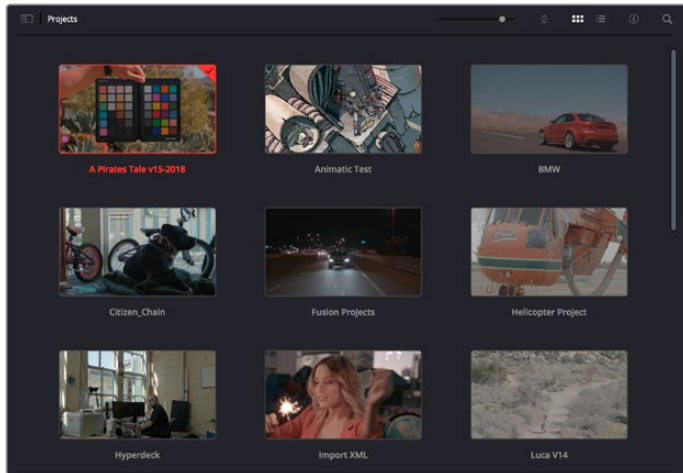 Projects
A Pirates Tale v15-2018
Animatic Test
BMW
Citizen_Chain
Fusion Projects
Helicopter Project
Hyperdeck
Import XML
Luca V14